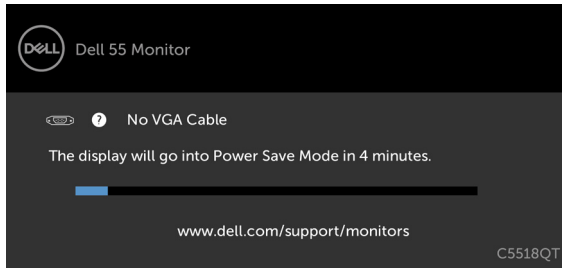 DELL
Dell 55 Monitor
? No VGA Cable
The display will go into Power Save Mode in 4 minutes.
www.dell.com/support/monitors
C5518QT